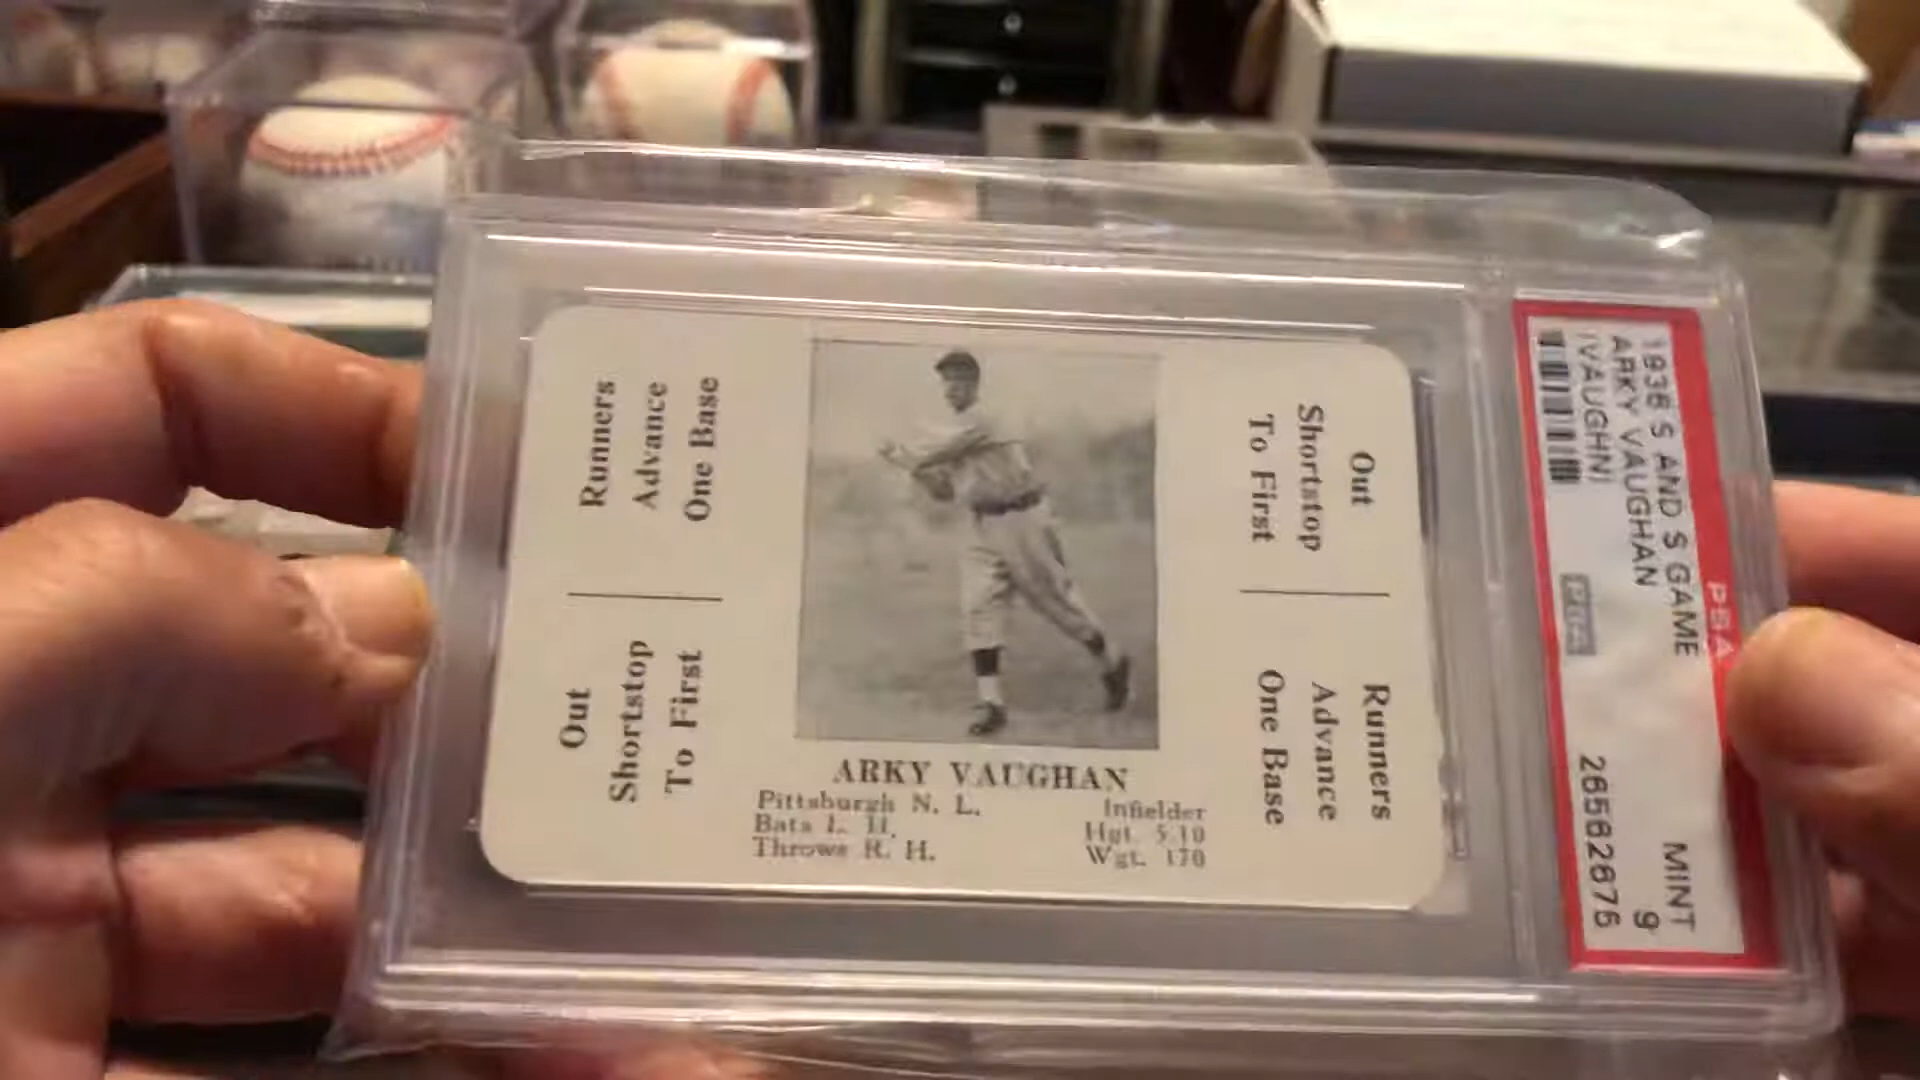 Runners
Advance
One Base
Out
Shortstop
To First
Out
Shortstop
To First
Runners
Advance
One Base
ARKY VAUGHAN
Pittsburgh N. L.
Bats L. H.
Throws R. H.
Infielder
Hgt. 5.10
Wgt. 170
1936 S AND S GAME
ARKY VAUGHAN
(VAUGHN)
MINT
9
26562675
PSA
PSA